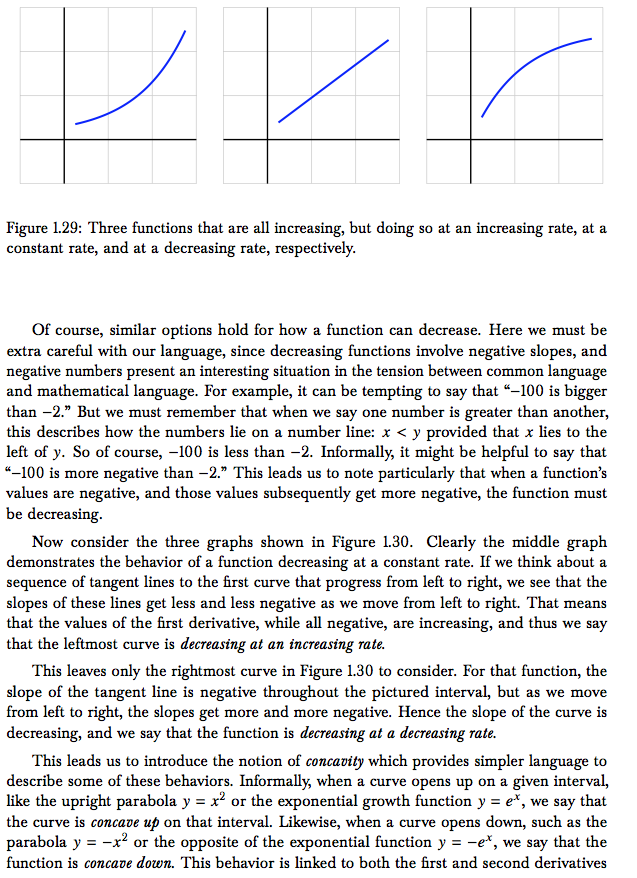 Figure 1.29: Three functions that are all increasing, but doing so at an increasing rate, at a
constant rate, and at a decreasing rate, respectively.
Of course, similar options hold for how a function can decrease. Here we must be
extra careful with our language, since decreasing functions involve negative slopes, and
negative numbers present an interesting situation in the tension between common language
and mathematical language. For example, it can be tempting to say that “−100 is bigger
than −2.” But we must remember that when we say one number is greater than another,
this describes how the numbers lie on a number line: x < y provided that x lies to the
left of y. So of course, −100 is less than −2. Informally, it might be helpful to say that
“−100 is more negative than −2.” This leads us to note particularly that when a function’s
values are negative, and those values subsequently get more negative, the function must
be decreasing.
Now consider the three graphs shown in Figure 1.30. Clearly the middle graph
demonstrates the behavior of a function decreasing at a constant rate. If we think about a
sequence of tangent lines to the first curve that progress from left to right, we see that the
slopes of these lines get less and less negative as we move from left to right. That means
that the values of the first derivative, while all negative, are increasing, and thus we say
that the leftmost curve is decreasing at an increasing rate.
This leaves only the rightmost curve in Figure 1.30 to consider. For that function, the
slope of the tangent line is negative throughout the pictured interval, but as we move
from left to right, the slopes get more and more negative. Hence the slope of the curve is
decreasing, and we say that the function is decreasing at a decreasing rate.
This leads us to introduce the notion of concavity which provides simpler language to
describe some of these behaviors. Informally, when a curve opens up on a given interval,
like the upright parabola y = x² or the exponential growth function y = eˣ, we say that
the curve is concave up on that interval. Likewise, when a curve opens down, such as the
parabola y = −x² or the opposite of the exponential function y = −eˣ, we say that the
function is concave down. This behavior is linked to both the first and second derivatives